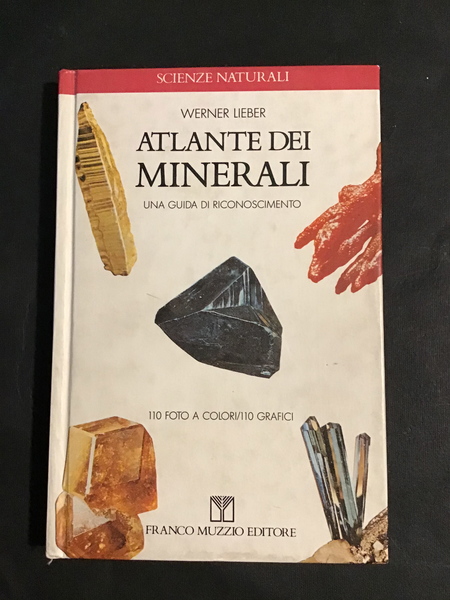 SCIENZE NATURALI
WERNER LIEBER
ATLANTE DEI
MINERALI
UNA GUIDA DI RICONOSCIMENTO
110 FOTO A COLORI/110 GRAFICI
FRANCO MUZZIO EDITORE